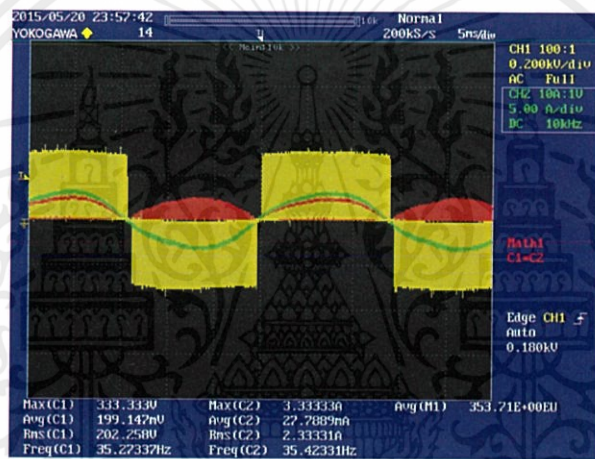 2015/05/20 23:57:42
10k
Normal
YOKOGAWA
14
200kS/s
5ms/div
<< Main:10k >>
CH1 100:1
0.200kV/div
AC Full
CH2 10A:1V
5.00 A/div
DC 10kHz
Math1
C1*C2
Edge CH1
Auto
0.180kV
Max(C1) 333.333V
Max(C2) 3.33333A
Avg(M1) 353.71E+00EU
Avg(C1) 199.147mV
Avg(C2) 27.7889mA
Rms(C1) 202.258V
Rms(C2) 2.33331A
Freq(C1) 35.27337Hz
Freq(C2) 35.42331Hz